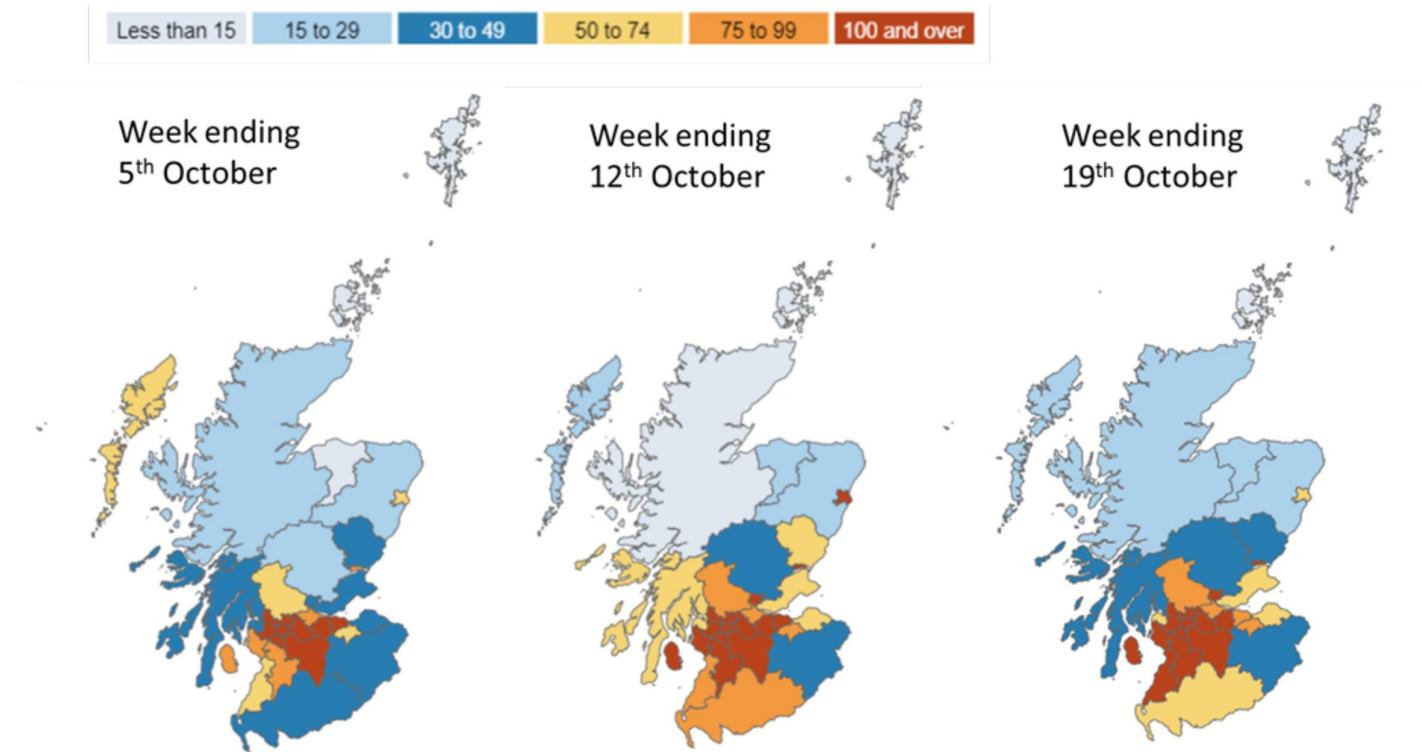 Less than 15 15 to 29 30 to 49 50 to 74 75 to 99 100 and over
Week ending
5th October
Week ending
12th October
Week ending
19th October